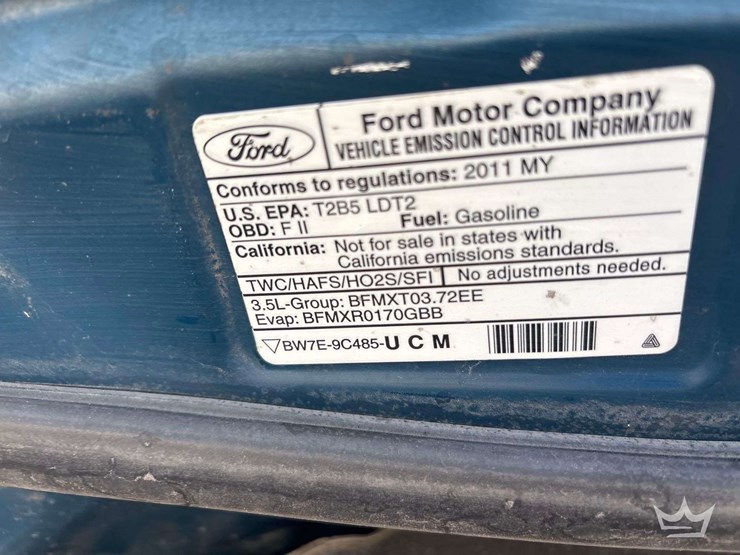 Ford
Ford Motor Company
VEHICLE EMISSION CONTROL INFORMATION
Conforms to regulations: 2011 MY
U.S. EPA: T2B5 LDT2
OBD: F II Fuel: Gasoline
California: Not for sale in states with
California emissions standards.
TWC/HAFS/HO2S/SFI No adjustments needed.
3.5L-Group: BFMXT03.72EE
Evap: BFMXR0170GBB
BW7E-9C485-U C M